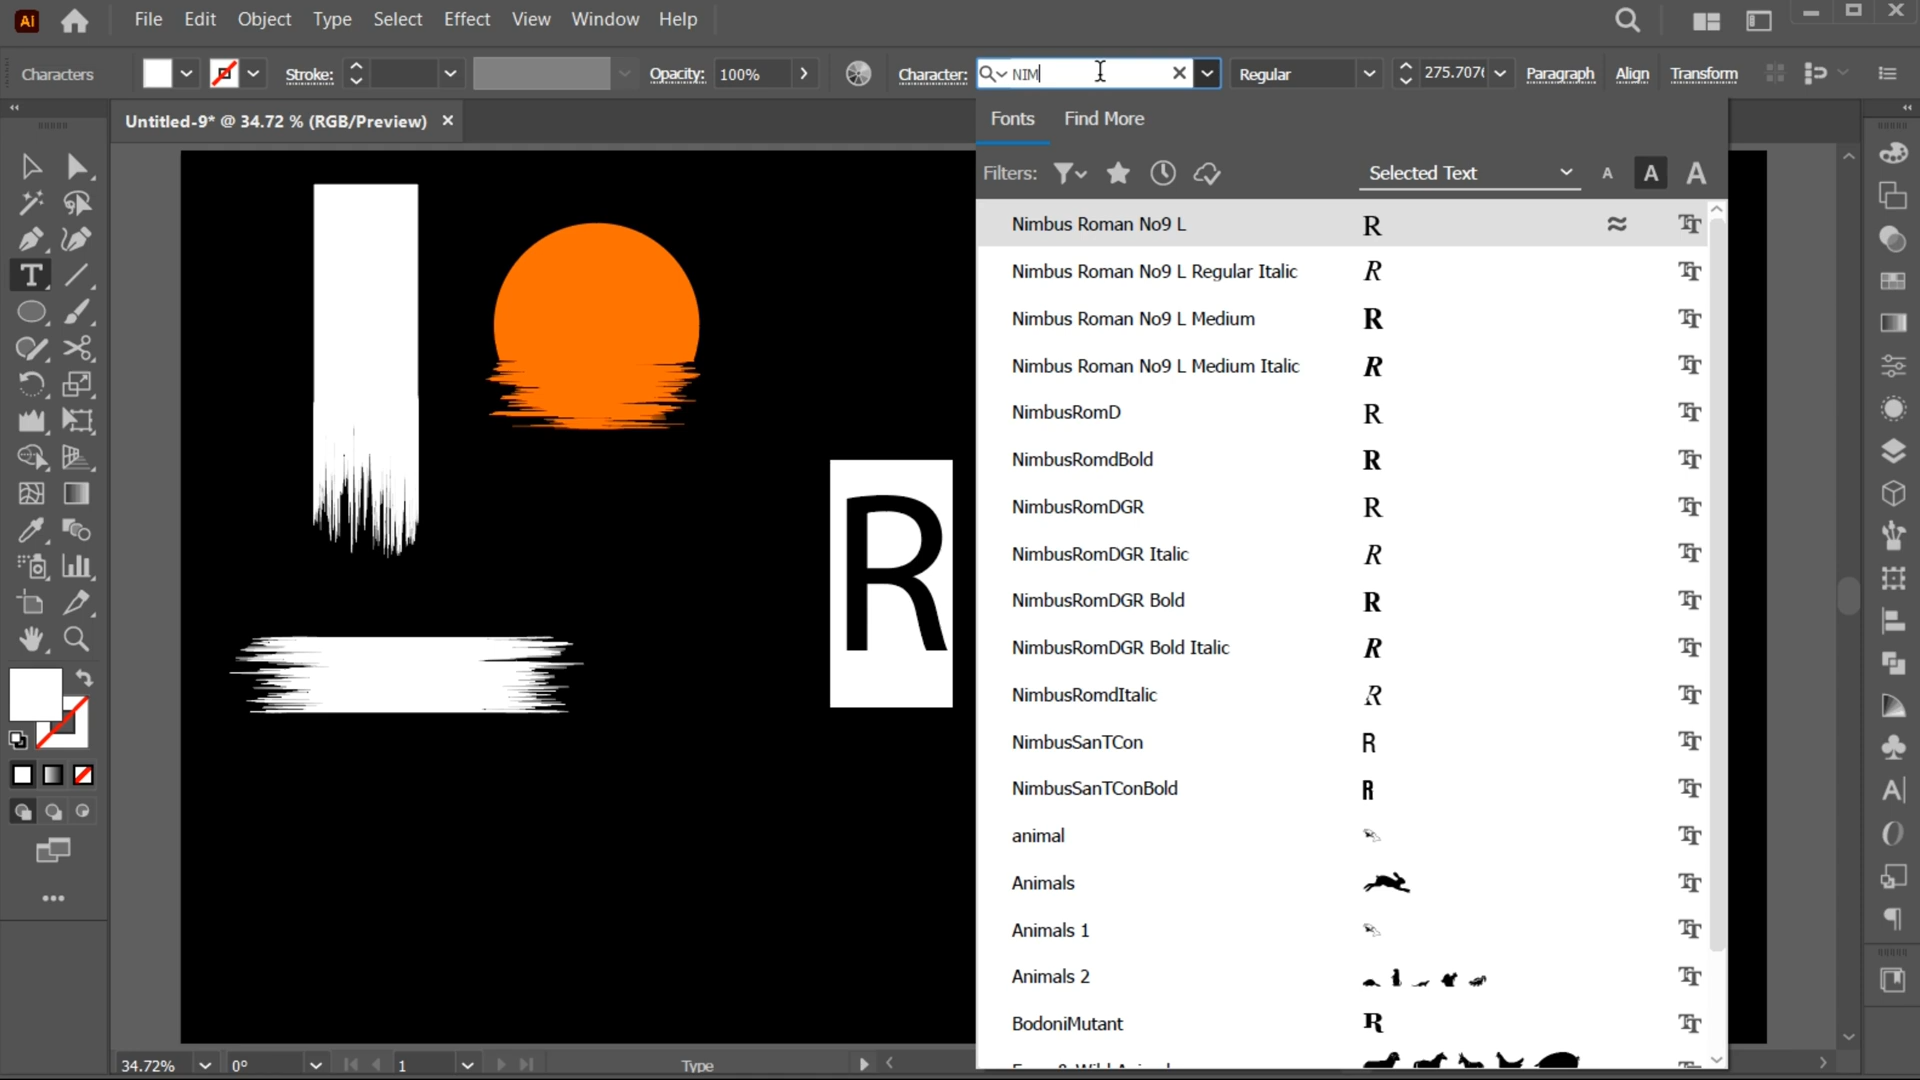 Ai File Edit Object Type Select Effect View Window Help
Characters Stroke: Opacity: 100% Character: NIM Regular 275.707 Paragraph Align Transform
Untitled-9* @ 34.72 % (RGB/Preview)
Fonts Find More
Filters: Selected Text A A A
Nimbus Roman No9 L R
Nimbus Roman No9 L Regular Italic R
Nimbus Roman No9 L Medium R
Nimbus Roman No9 L Medium Italic R
NimbusRomD R
NimbusRomdBold R
NimbusRomDGR R
NimbusRomDGR Italic R
NimbusRomDGR Bold R
NimbusRomDGR Bold Italic R
NimbusRomdItalic R
NimbusSanTCon R
NimbusSanTConBold R
animal
Animals
Animals 1
Animals 2
BodoniMutant R
R
34.72% 0° 1 Type